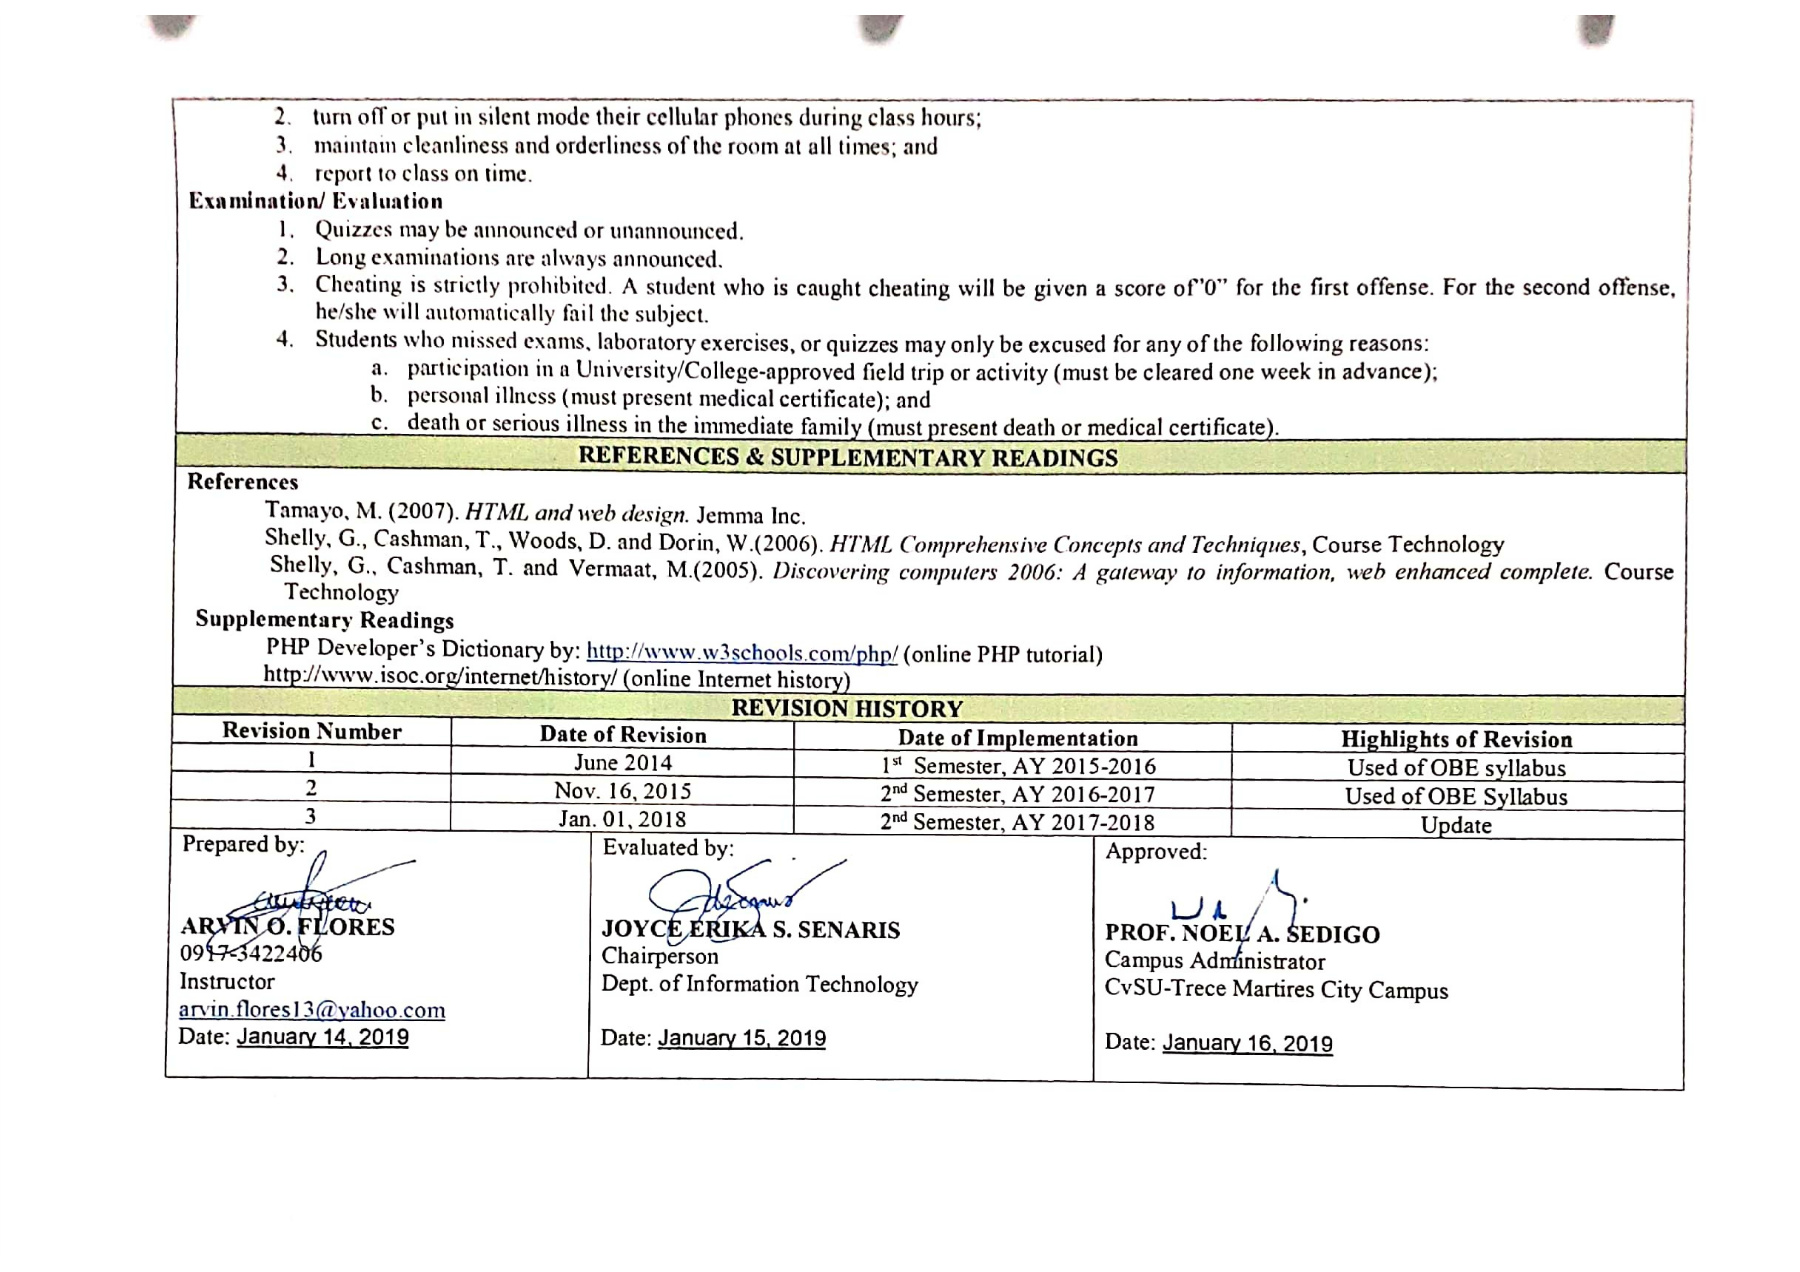 2. turn off or put in silent mode their cellular phones during class hours;
3. maintain cleanliness and orderliness of the room at all times; and
4. report to class on time.
Examination/ Evaluation
1. Quizzes may be announced or unannounced.
2. Long examinations are always announced.
3. Cheating is strictly prohibited. A student who is caught cheating will be given a score of"0" for the first offense. For the second offense,
he/she will automatically fail the subject.
4. Students who missed exams, laboratory exercises, or quizzes may only be excused for any of the following reasons:
a. participation in a University/College-approved field trip or activity (must be cleared one week in advance);
b. personal illness (must present medical certificate); and
c. death or serious illness in the immediate family (must present death or medical certificate).
REFERENCES & SUPPLEMENTARY READINGS
References
Tamayo, M. (2007). HTML and web design. Jemma Inc.
Shelly, G., Cashman, T., Woods, D. and Dorin, W.(2006). HTML Comprehensive Concepts and Techniques, Course Technology
Shelly, G., Cashman, T. and Vermaat, M.(2005). Discovering computers 2006: A gateway to information, web enhanced complete. Course
Technology
Supplementary Readings
PHP Developer's Dictionary by: http://www.w3schools.com/php/ (online PHP tutorial)
http://www.isoc.org/internet/history/ (online Internet history)
REVISION HISTORY
Revision Number Date of Revision Date of Implementation Highlights of Revision
1 June 2014 1st Semester, AY 2015-2016 Used of OBE syllabus
2 Nov. 16, 2015 2nd Semester, AY 2016-2017 Used of OBE Syllabus
3 Jan. 01, 2018 2nd Semester, AY 2017-2018 Update
Prepared by:
ARVIN O. FLORES
0917-3422406
Instructor
arvin.flores13@yahoo.com
Date: January 14, 2019
Evaluated by:
JOYCE ERIKA S. SENARIS
Chairperson
Dept. of Information Technology
Date: January 15, 2019
Approved:
PROF. NOEL A. SEDIGO
Campus Administrator
CvSU-Trece Martires City Campus
Date: January 16, 2019